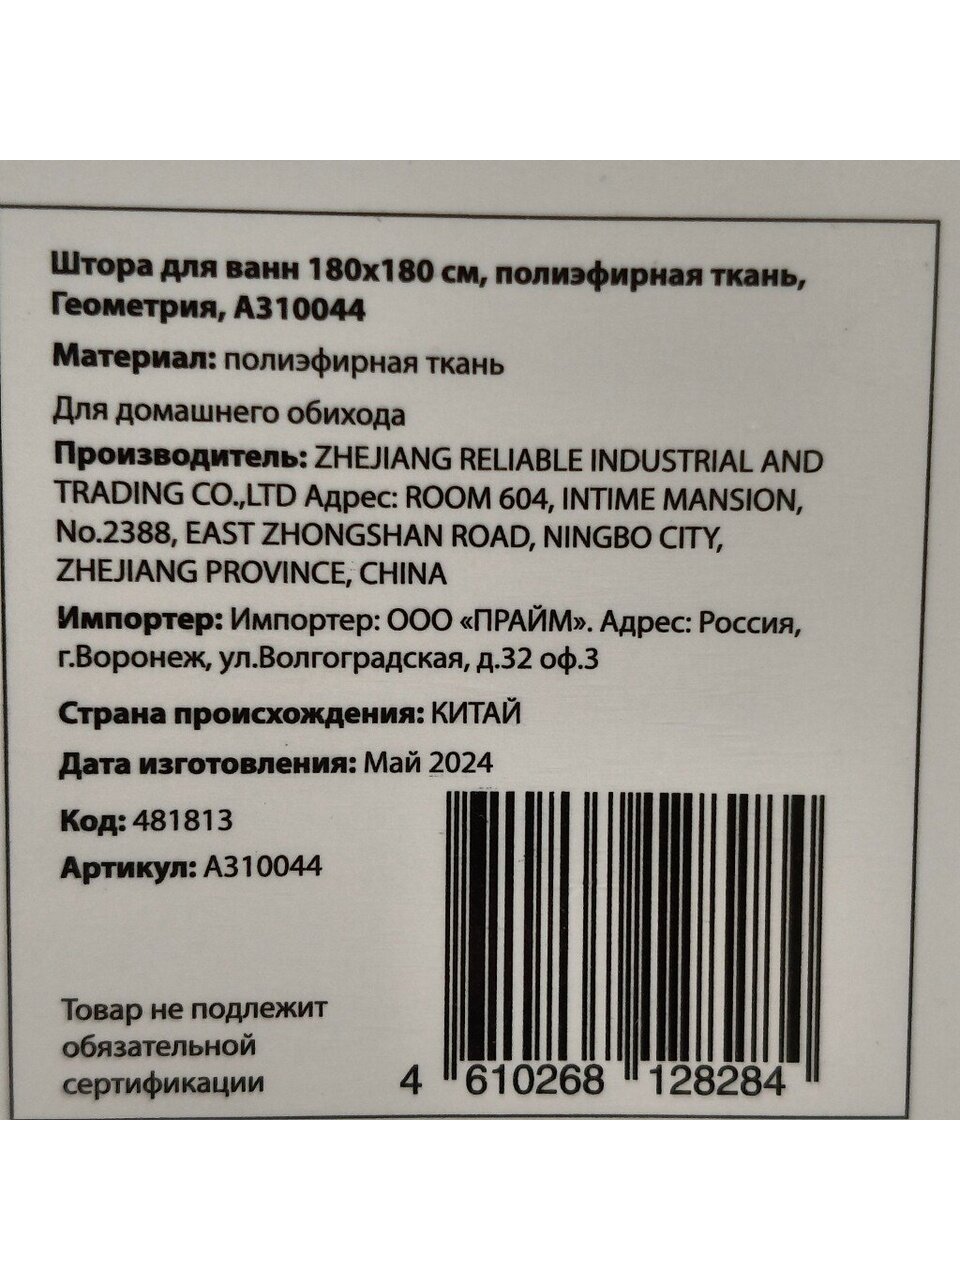 Штора для ванн 180х180 см, полиэфирная ткань,
Геометрия, А310044
Материал: полиэфирная ткань
Для домашнего обихода
Производитель: ZHEJIANG RELIABLE INDUSTRIAL AND
TRADING CO.,LTD Адрес: ROOM 604, INTIME MANSION,
No.2388, EAST ZHONGSHAN ROAD, NINGBO CITY,
ZHEJIANG PROVINCE, CHINA
Импортер: Импортер: ООО «ПРАЙМ». Адрес: Россия,
г.Воронеж, ул.Волгоградская, д.32 оф.3
Страна происхождения: КИТАЙ
Дата изготовления: Май 2024
Код: 481813
Артикул: А310044
Товар не подлежит
обязательной
сертификации
4 610268 128284